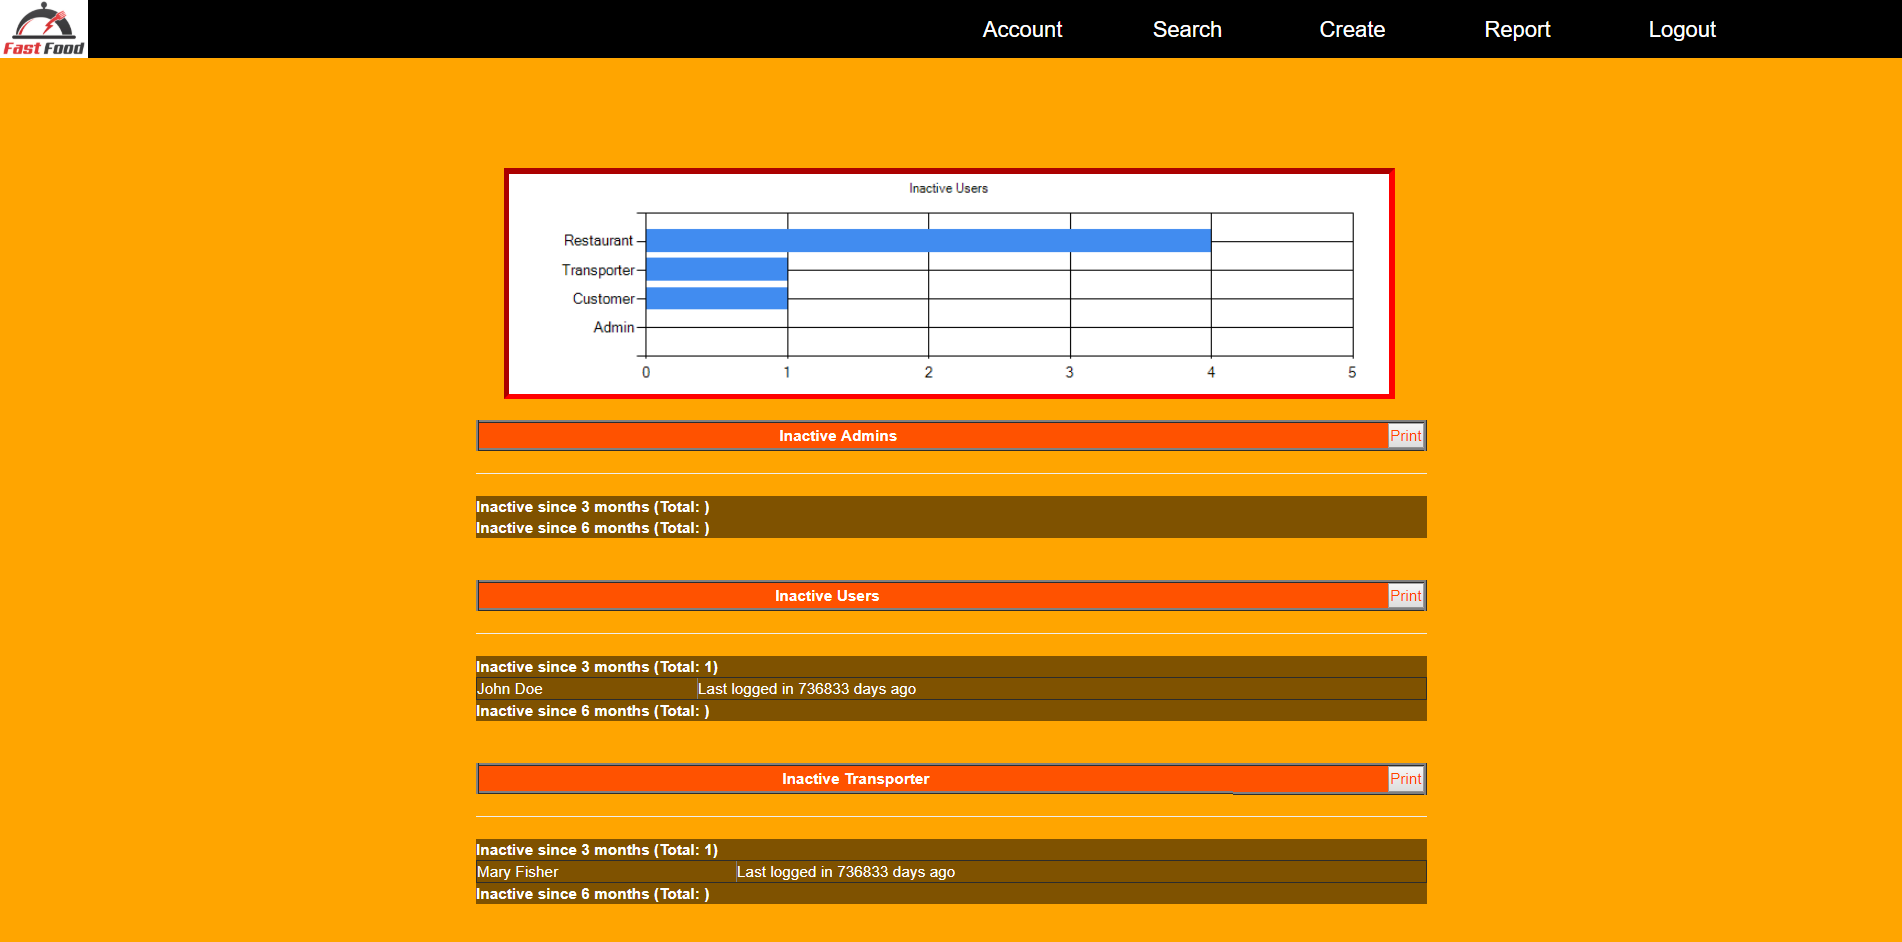 Fast Food
Account Search Create Report Logout
Inactive Users
Restaurant
Transporter
Customer
Admin
0 1 2 3 4 5
Inactive Admins Print
Inactive since 3 months (Total: )
Inactive since 6 months (Total: )
Inactive Users Print
Inactive since 3 months (Total: 1)
John Doe Last logged in 736833 days ago
Inactive since 6 months (Total: )
Inactive Transporter Print
Inactive since 3 months (Total: 1)
Mary Fisher Last logged in 736833 days ago
Inactive since 6 months (Total: )